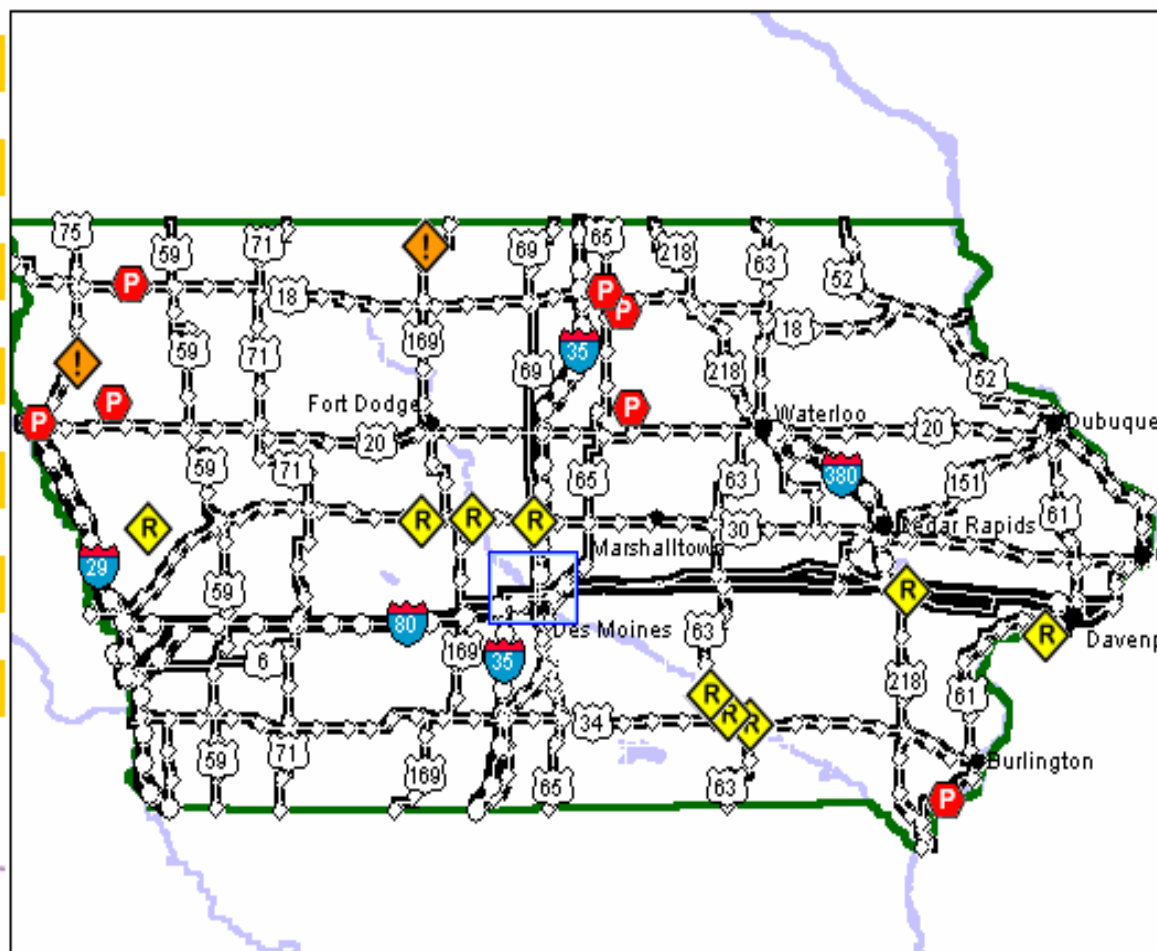 75
59
71
!
69
65
218
63
52
P
18
P
P
59
71
169
69
35
218
18
52
!
P
P
P
Fort Dodge
20
Waterloo
20
Dubuque
59
71
65
63
380
151
61
R
R
R
R
30
Cedar Rapids
Marshalltown
29
59
80
R
Des Moines
63
R
Davenp
6
169
35
218
61
R
R
R
34
59
71
169
65
63
Burlington
P